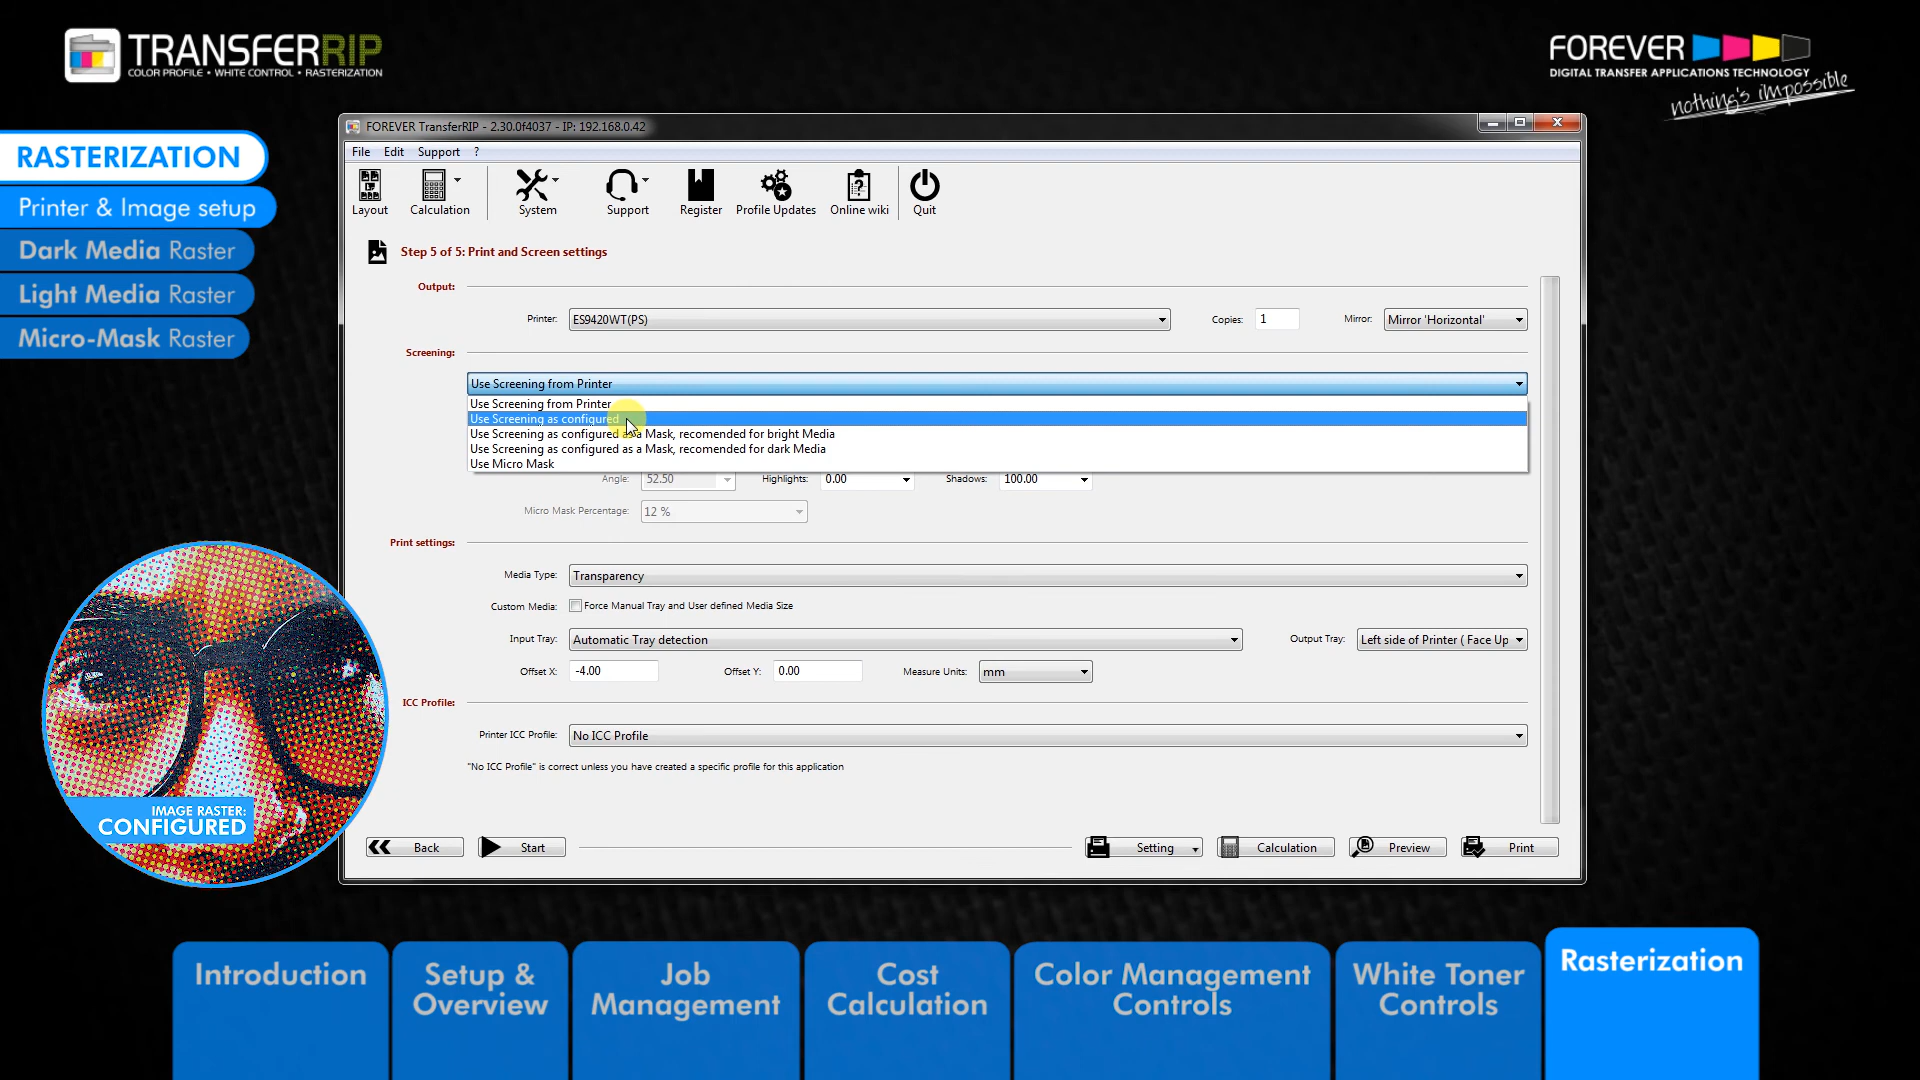 TRANSFERRIP
COLOR PROFILE • WHITE CONTROL • RASTERIZATION
FOREVER
DIGITAL TRANSFER APPLICATIONS TECHNOLOGY
nothing's impossible
RASTERIZATION
Printer & Image setup
Dark Media Raster
Light Media Raster
Micro-Mask Raster
FOREVER TransferRIP - 2.30.0f4037 - IP: 192.168.0.42
File Edit Support ?
Layout Calculation System Support Register Profile Updates Online wiki Quit
Step 5 of 5: Print and Screen settings
Output:
Printer: ES9420WT(PS) Copies: 1 Mirror: Mirror 'Horizontal'
Screening:
Use Screening from Printer
Use Screening from Printer
Use Screening as configured
Use Screening as configured as a Mask, recomended for bright Media
Use Screening as configured as a Mask, recomended for dark Media
Use Micro Mask
Angle: 52.50 Highlights: 0.00 Shadows: 100.00
Micro Mask Percentage: 12 %
Print settings:
Media Type: Transparency
Custom Media: Force Manual Tray and User defined Media Size
Input Tray: Automatic Tray detection Output Tray: Left side of Printer ( Face Up
Offset X: -4.00 Offset Y: 0.00 Measure Units: mm
ICC Profile:
Printer ICC Profile: No ICC Profile
"No ICC Profile" is correct unless you have created a specific profile for this application
IMAGE RASTER:
CONFIGURED
Back Start Setting Calculation Preview Print
Introduction
Setup &
Overview
Job
Management
Cost
Calculation
Color Management
Controls
White Toner
Controls
Rasterization